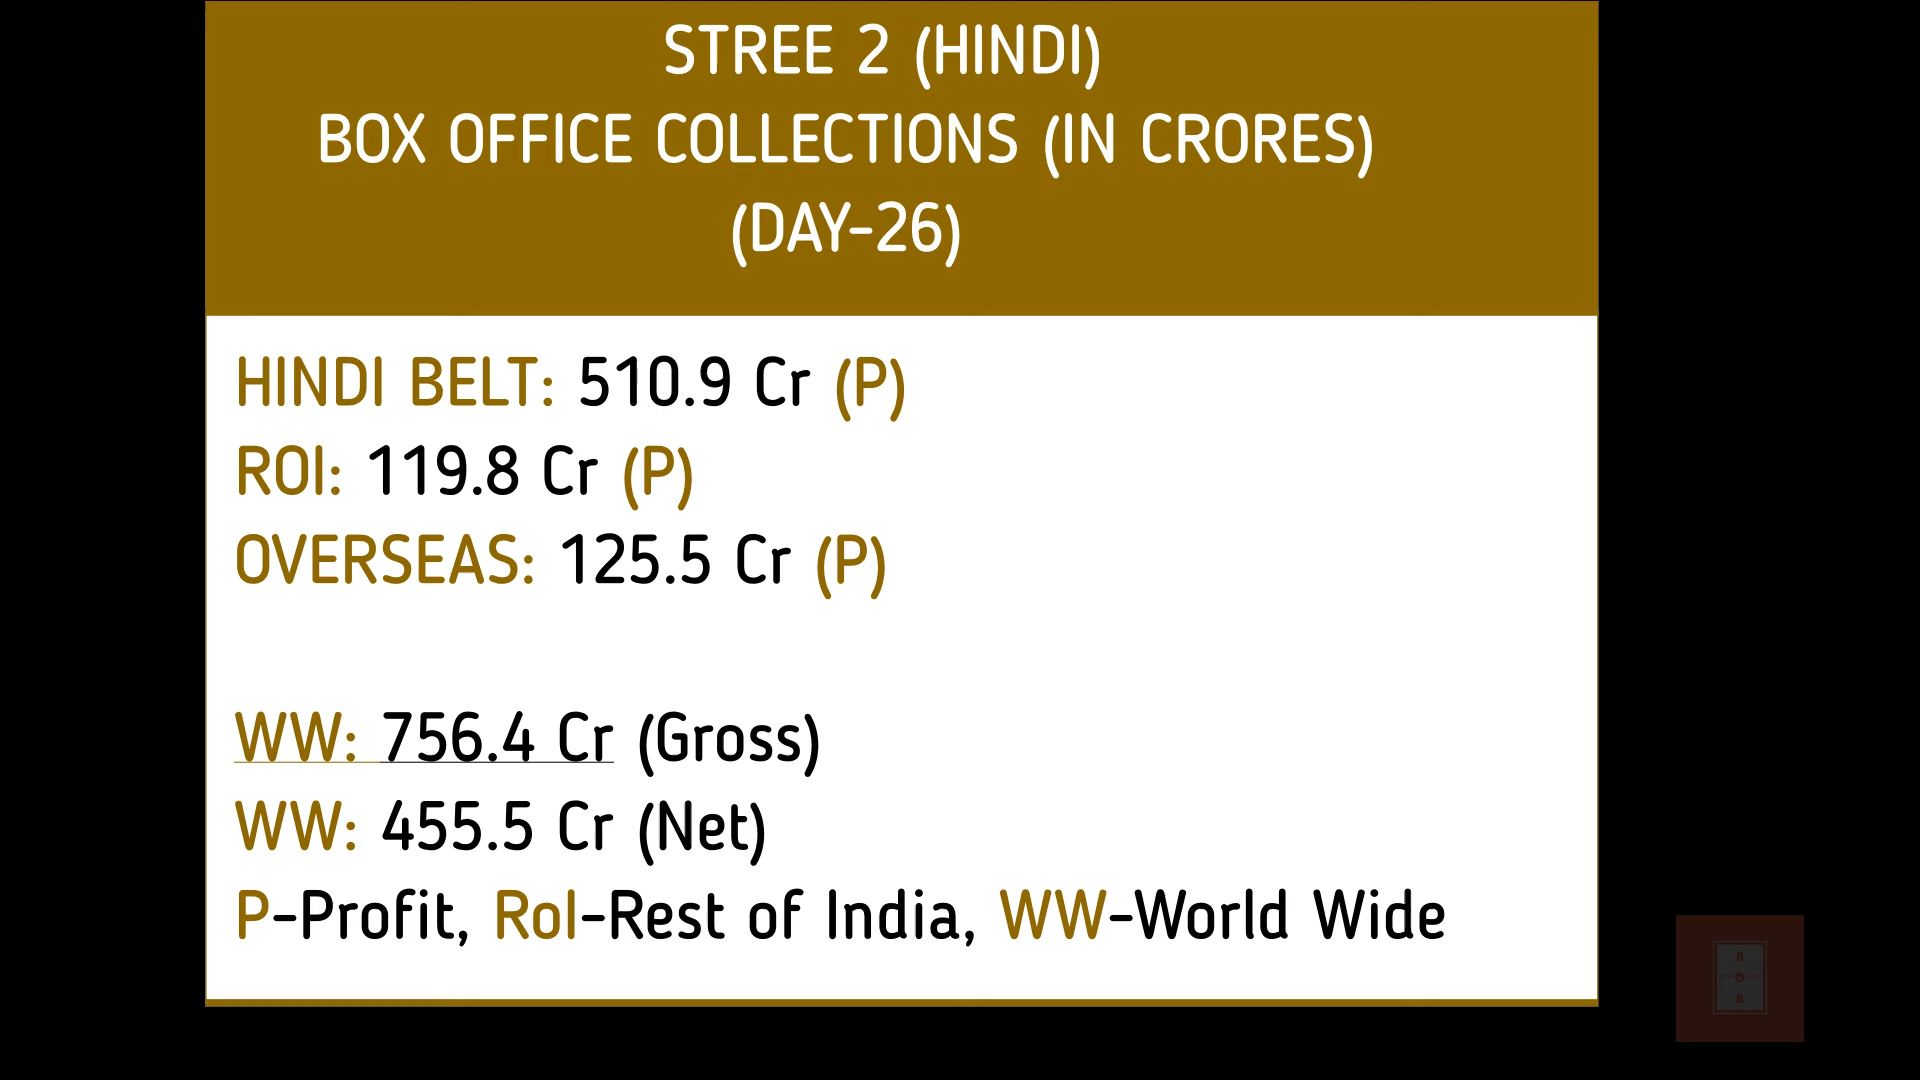 STREE 2 (HINDI)
BOX OFFICE COLLECTIONS (IN CRORES)
(DAY-26)
HINDI BELT: 510.9 Cr (P)
ROI: 119.8 Cr (P)
OVERSEAS: 125.5 Cr (P)
WW: 756.4 Cr (Gross)
WW: 455.5 Cr (Net)
P-Profit, RoI-Rest of India, WW-World Wide
B
B